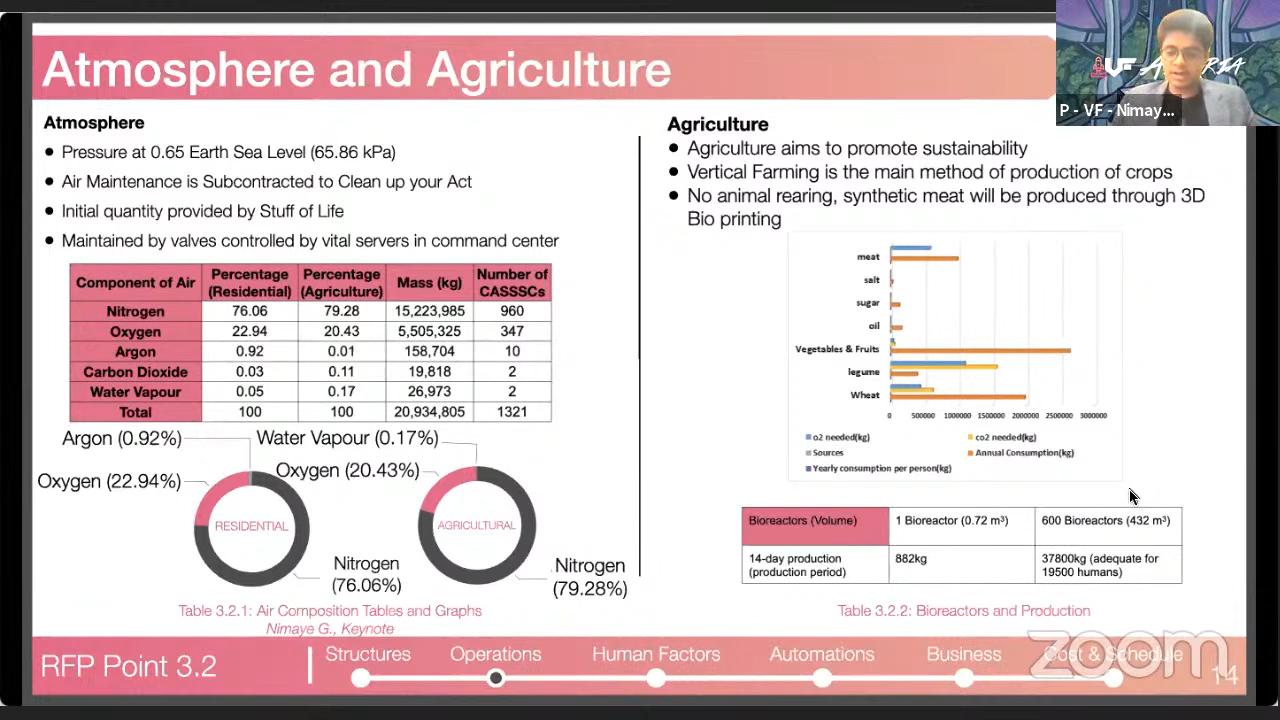 Atmosphere and Agriculture
P - VF - Nimay...
Atmosphere
● Pressure at 0.65 Earth Sea Level (65.86 kPa)
● Air Maintenance is Subcontracted to Clean up your Act
● Initial quantity provided by Stuff of Life
● Maintained by valves controlled by vital servers in command center
Component of Air Percentage (Residential) Percentage (Agriculture) Mass (kg) Number of CASSSCs
Nitrogen 76.06 79.28 15,223,985 960
Oxygen 22.94 20.43 5,505,325 347
Argon 0.92 0.01 158,704 10
Carbon Dioxide 0.03 0.11 19,818 2
Water Vapour 0.05 0.17 26,973 2
Total 100 100 20,934,805 1321
Argon (0.92%)
Oxygen (22.94%)
RESIDENTIAL
Nitrogen
(76.06%)
Water Vapour (0.17%)
Oxygen (20.43%)
AGRICULTURAL
Nitrogen
(79.28%)
Table 3.2.1: Air Composition Tables and Graphs
Nimaye G., Keynote
Agriculture
● Agriculture aims to promote sustainability
● Vertical Farming is the main method of production of crops
● No animal rearing, synthetic meat will be produced through 3D
Bio printing
meat
salt
sugar
oil
Vegetables & Fruits
legume
Wheat
0 500000 1000000 1500000 2000000 2500000 3000000
o2 needed(kg) co2 needed(kg)
Sources Annual Consumption(kg)
Yearly consumption per person(kg)
Bioreactors (Volume) 1 Bioreactor (0.72 m³) 600 Bioreactors (432 m³)
14-day production (production period) 882kg 37800kg (adequate for 19500 humans)
Table 3.2.2: Bioreactors and Production
RFP Point 3.2
Structures Operations Human Factors Automations Business Cost & Schedule
zoom
14